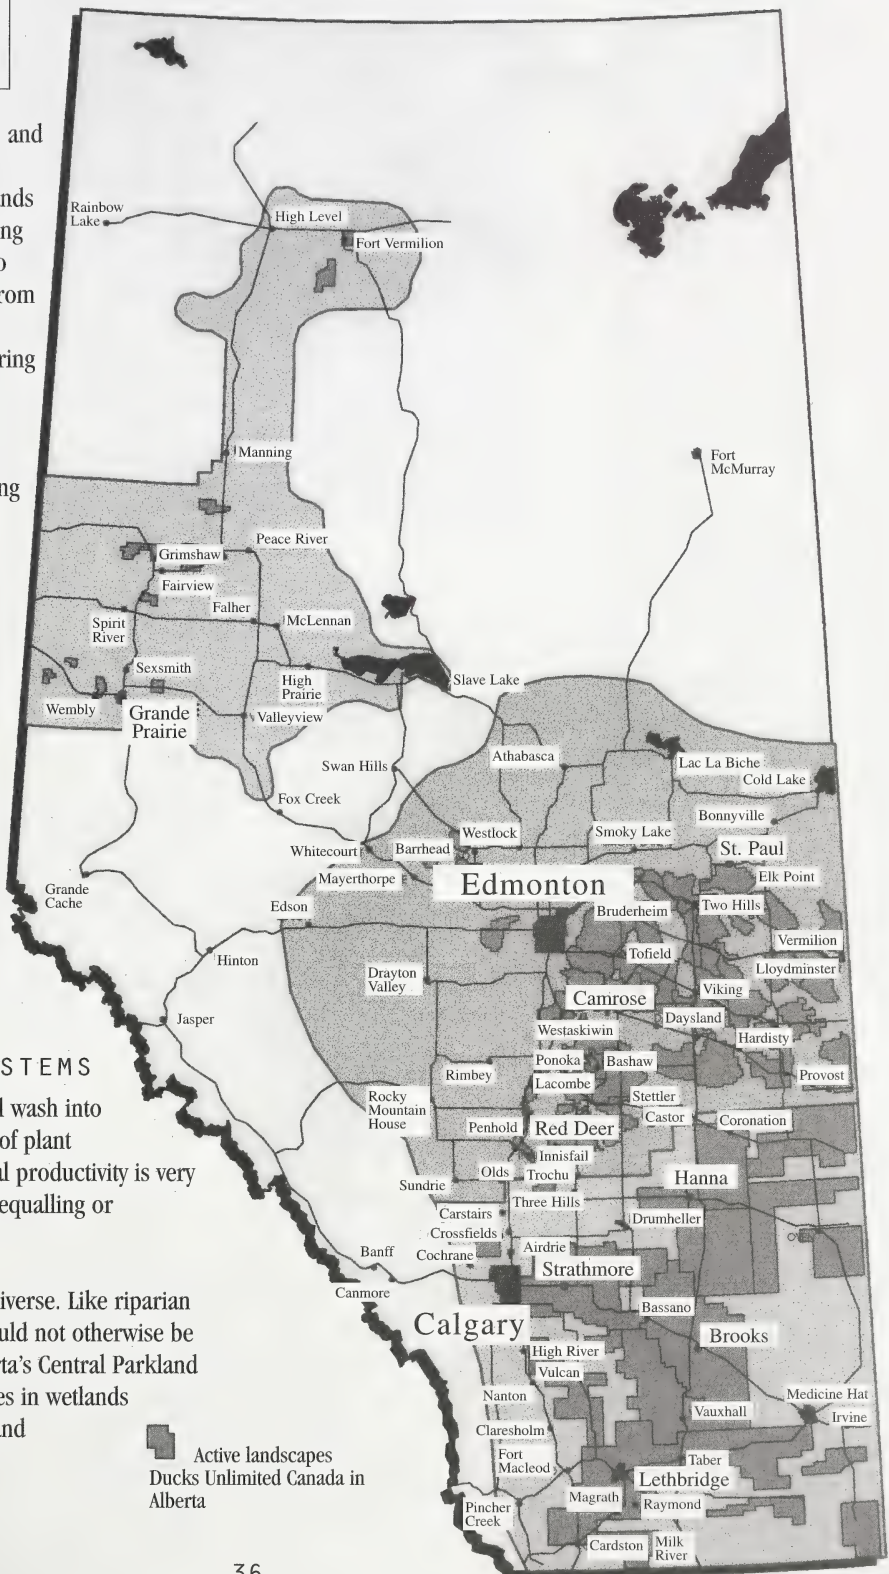 and
nds
ng
o
rom
ring
ng
Rainbow
Lake
High Level
Fort Vermilion
Manning
Fort
McMurray
Peace River
Grimshaw
Fairview
Falher
McLennan
Spirit
River
Sexsmith
High
Prairie
Slave Lake
Wembly
Grande
Prairie
Valleyview
Swan Hills
Athabasca
Lac La Biche
Cold Lake
Fox Creek
Bonnyville
Westlock
Smoky Lake
Whitecourt
Barrhead
St. Paul
Mayerthorpe
Edmonton
Elk Point
Grande
Cache
Edson
Bruderheim
Two Hills
Hinton
Tofield
Vermilion
Lloydminster
Drayton
Valley
Viking
Camrose
Jasper
Daysland
Westaskiwin
Hardisty
Ponoka
Bashaw
Rimbey
Provost
Lacombe
Rocky
Mountain
House
Stettler
Castor
Coronation
Penhold
Red Deer
Innisfail
Olds
Trochu
Hanna
Sundrie
Three Hills
Carstairs
Drumheller
Crossfields
Airdrie
Banff
Cochrane
Strathmore
Canmore
Bassano
Calgary
Brooks
High River
Vulcan
Nanton
Medicine Hat
Vauxhall
Irvine
Claresholm
Fort
Macleod
Taber
Lethbridge
Magrath
Raymond
Pincher
Creek
Cardston
Milk
River
STEMS
l wash into
of plant
al productivity is very
equalling or
iverse. Like riparian
uld not otherwise be
rta's Central Parkland
es in wetlands
nd
Active landscapes
Ducks Unlimited Canada in
Alberta
36